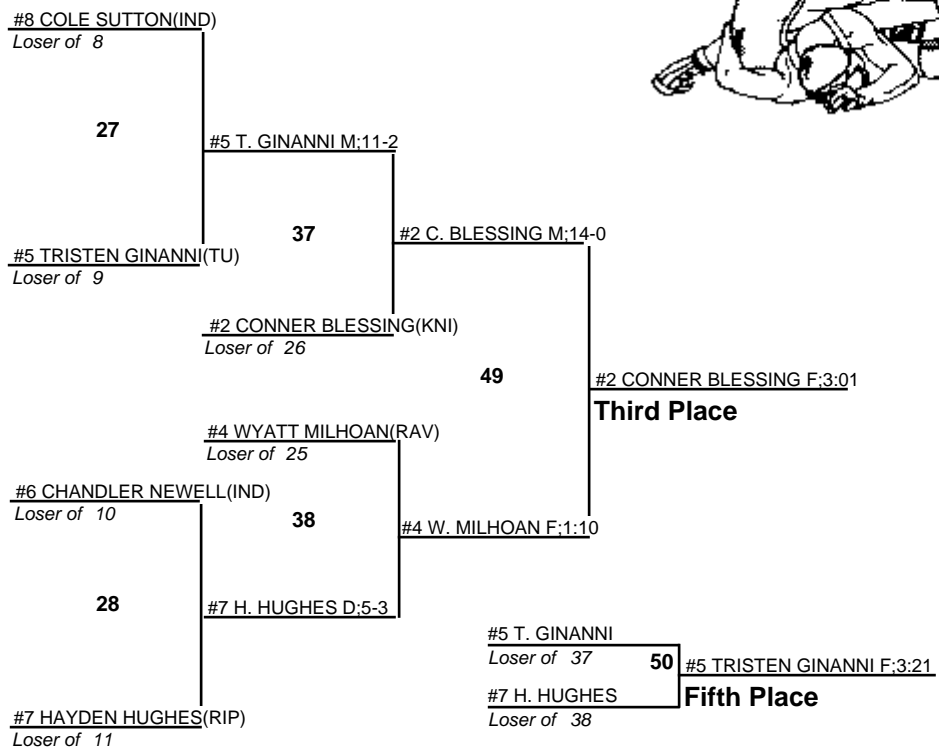 #8 COLE SUTTON(IND)
Loser of 8
27
#5 T. GINANNI M;11-2
#5 TRISTEN GINANNI(TU)
Loser of 9
37
#2 C. BLESSING M;14-0
#2 CONNER BLESSING(KNI)
Loser of 26
49
#2 CONNER BLESSING F;3:01
Third Place
#4 WYATT MILHOAN(RAV)
Loser of 25
#6 CHANDLER NEWELL(IND)
Loser of 10
38
#4 W. MILHOAN F;1:10
28
#7 H. HUGHES D;5-3
#7 HAYDEN HUGHES(RIP)
Loser of 11
#5 T. GINANNI
Loser of 37
50
#5 TRISTEN GINANNI F;3:21
Fifth Place
#7 H. HUGHES
Loser of 38